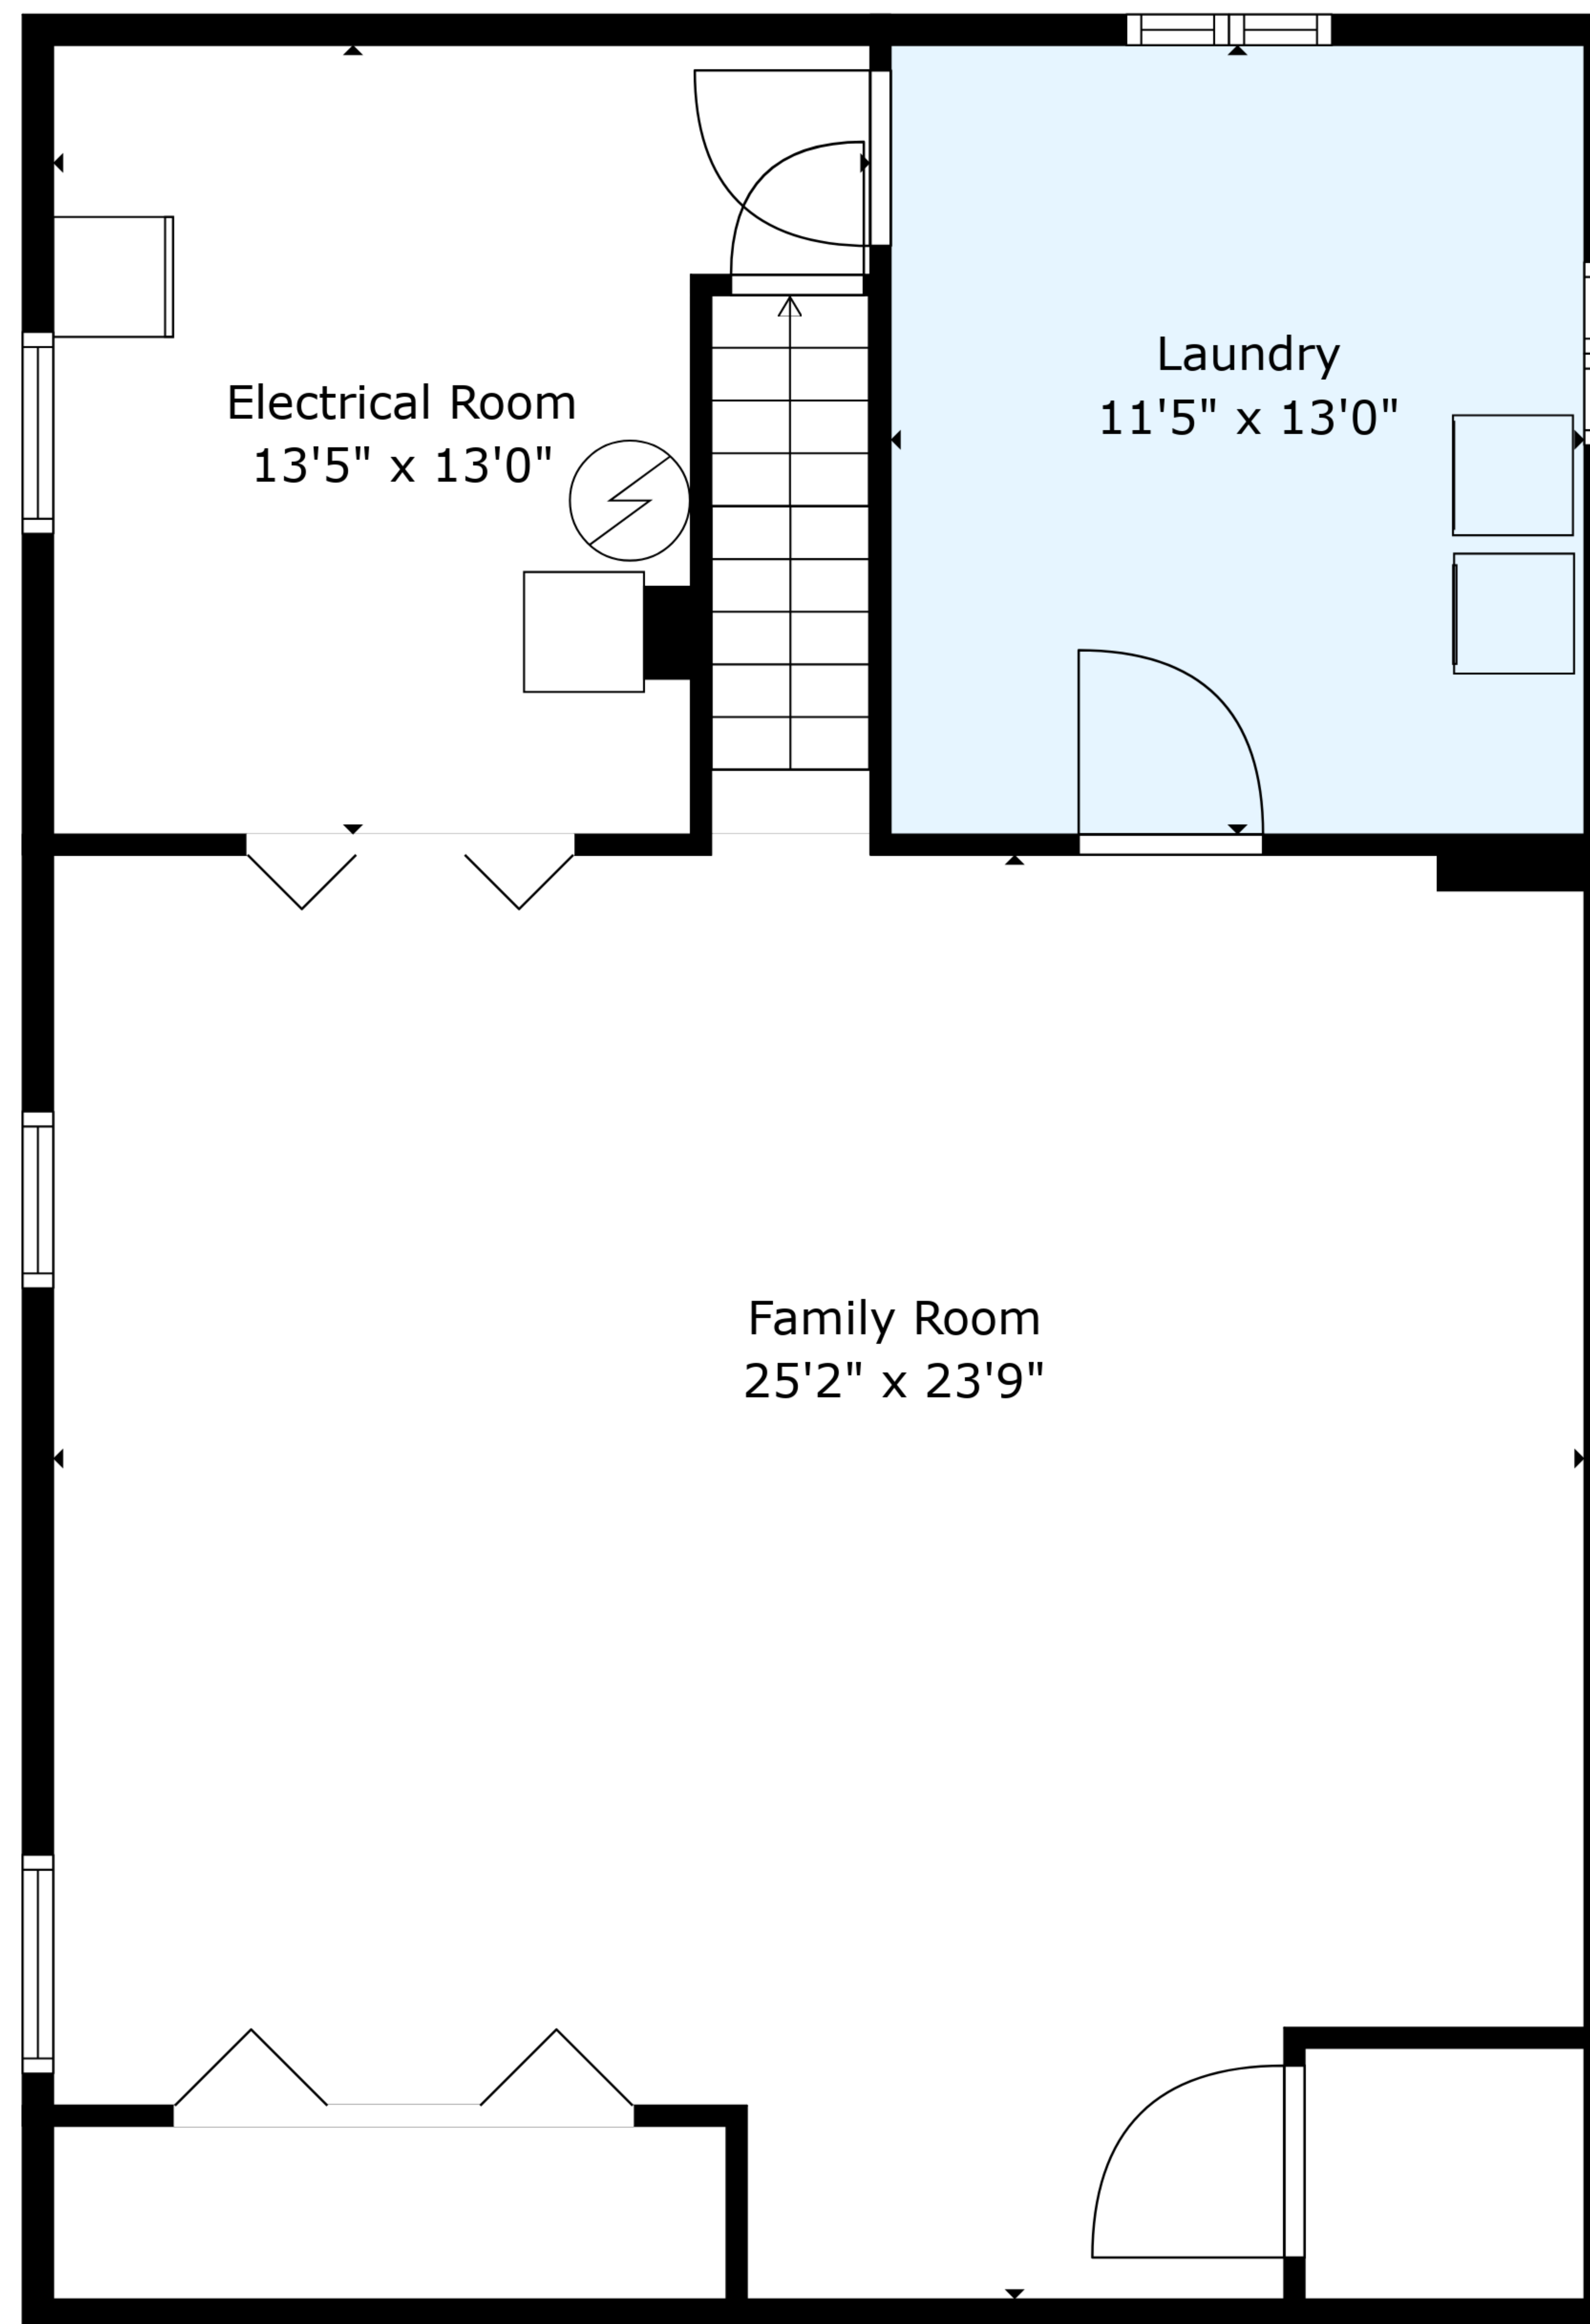 Laundry
11'5" x 13'0"
Electrical Room
13'5" x 13'0"
Family Room
25'2" x 23'9"